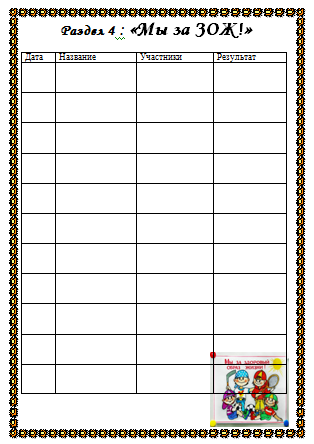 Раздел 4 : «Мы за ЗОЖ!»
Дата Название Участники Результат
Мы за здоровый
образ жизни!